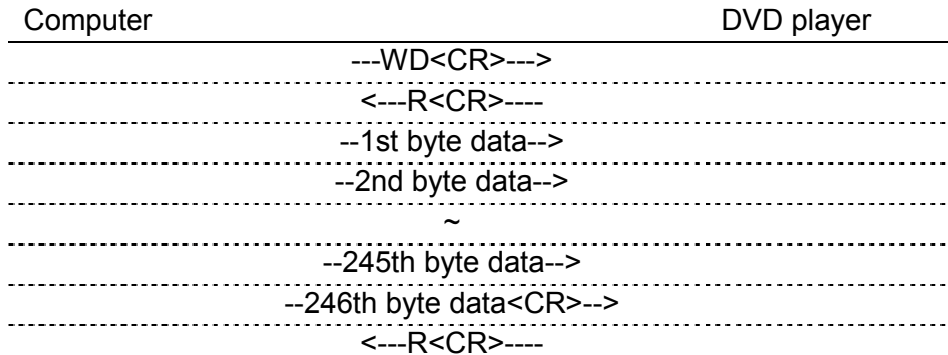 Computer DVD player
---WD<CR>--->
<---R<CR>----
--1st byte data-->
--2nd byte data-->
~
--245th byte data-->
--246th byte data<CR>-->
<---R<CR>----